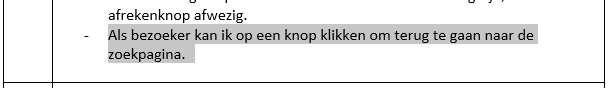 afrekenknop afwezig.
- Als bezoeker kan ik op een knop klikken om terug te gaan naar de
zoekpagina.